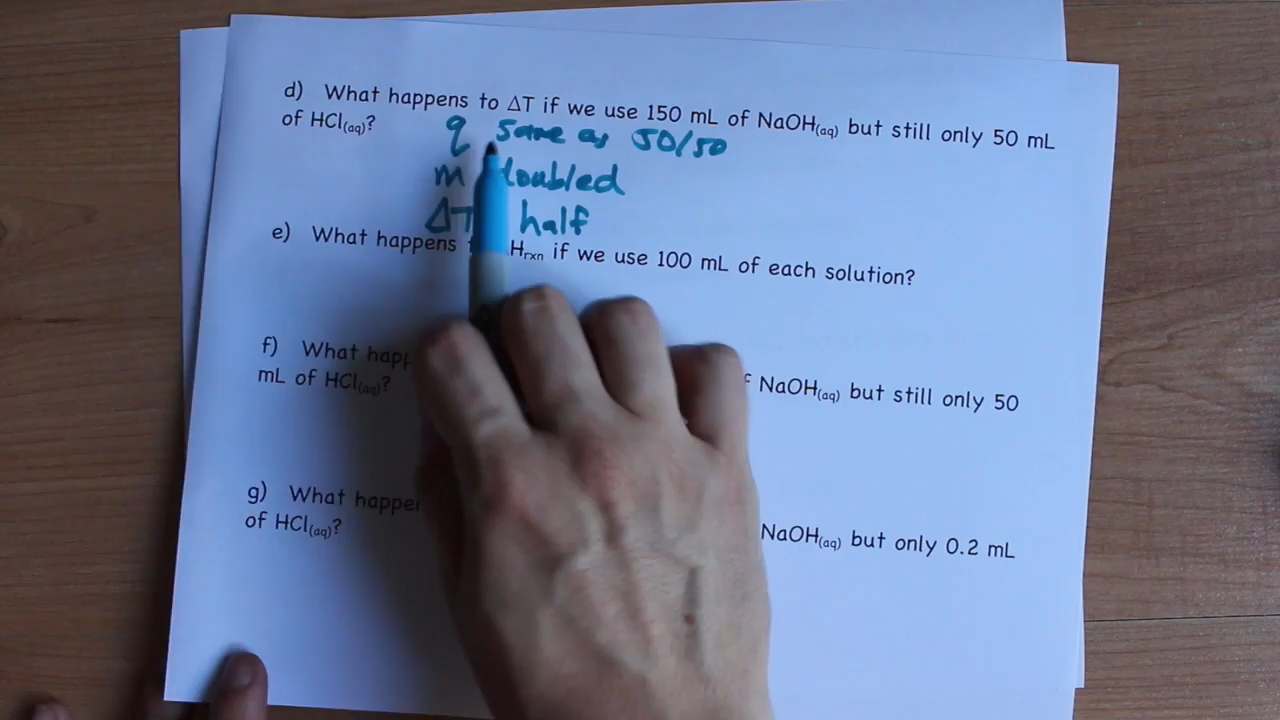 d) What happens to ΔT if we use 150 mL of NaOH(aq) but still only 50 mL
of HCl(aq)?
q same as 50/50
m doubled
ΔT half
e) What happens Hrxn if we use 100 mL of each solution?
f) What NaOH(aq) but still only 50
mL of HCl(aq)?
g) What NaOH(aq) but only 0.2 mL
of HCl(aq)?